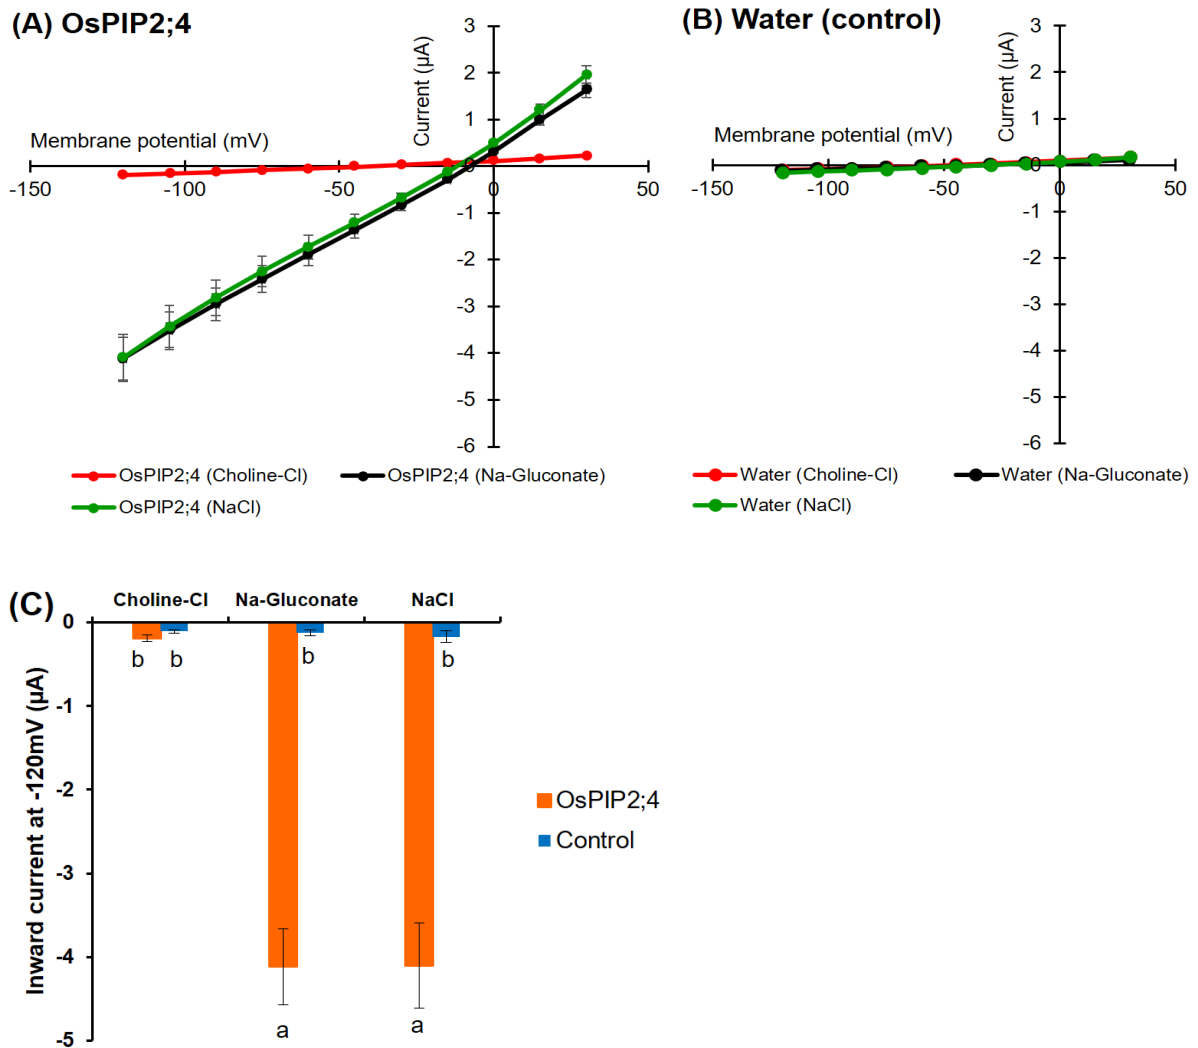 (A) OsPIP2;4
Current (µA)
Membrane potential (mV)
3
2
1
0
-1
-2
-3
-4
-5
-6
-150
-100
-50
0
50
OsPIP2;4 (Choline-Cl)
OsPIP2;4 (Na-Gluconate)
OsPIP2;4 (NaCl)
(B) Water (control)
Current (µA)
Membrane potential (mV)
3
2
1
0
-1
-2
-3
-4
-5
-6
-150
-100
-50
0
50
Water (Choline-Cl)
Water (Na-Gluconate)
Water (NaCl)
(C)
Choline-Cl Na-Gluconate NaCl
Inward current at -120mV (µA)
0
-1
-2
-3
-4
-5
b b b b
a a
OsPIP2;4
Control